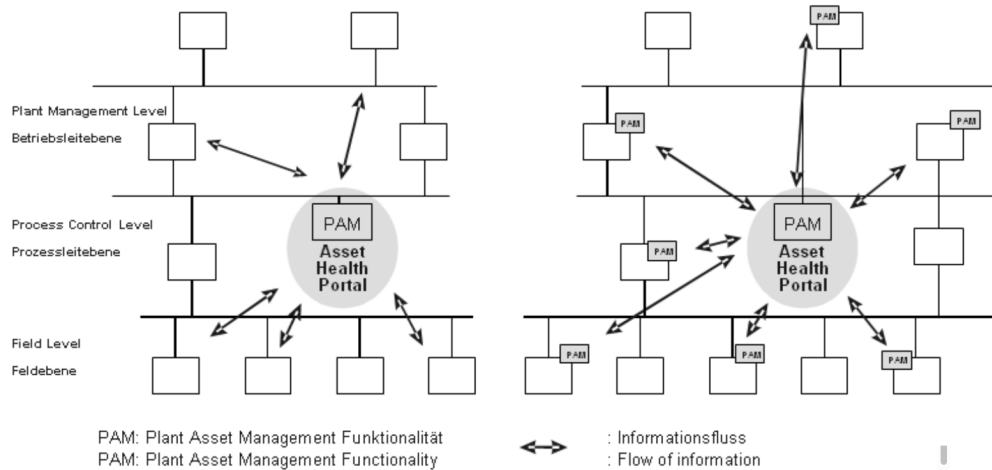 PAM
Plant Management Level
Betriebsleitebene
PAM
PAM
Process Control Level
Prozessleitebene
PAM
Asset
Health
Portal
PAM
PAM
Asset
Health
Portal
Field Level
Feldebene
PAM
PAM
PAM
PAM: Plant Asset Management Funktionalität
PAM: Plant Asset Management Functionality
: Informationsfluss
: Flow of information